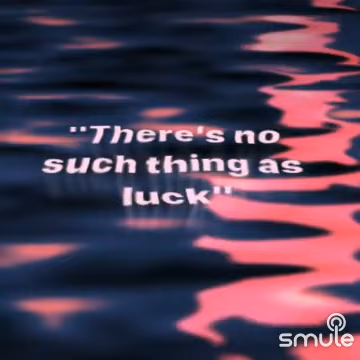 "There's no
such thing as
luck"
smule